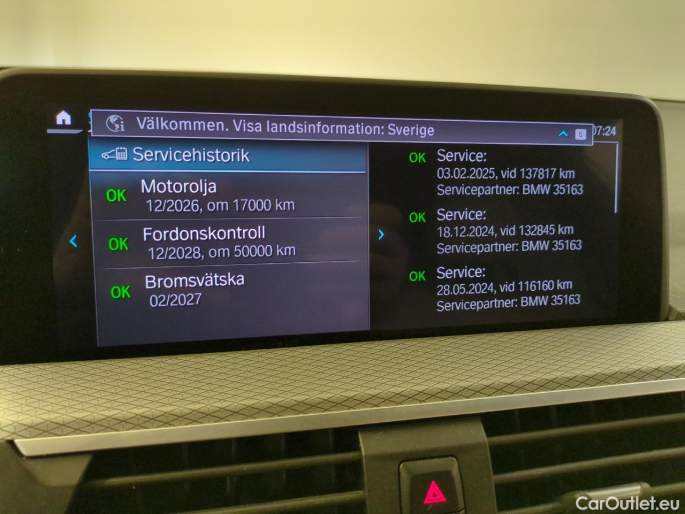 Välkommen. Visa landsinformation: Sverige
07:24
Servicehistorik
OK Motorolja
12/2026, om 17000 km
OK Fordonskontroll
12/2028, om 50000 km
OK Bromsvätska
02/2027
OK Service:
03.02.2025, vid 137817 km
Servicepartner: BMW 35163
OK Service:
18.12.2024, vid 132845 km
Servicepartner: BMW 35163
OK Service:
28.05.2024, vid 116160 km
Servicepartner: BMW 35163
CarOutlet.eu